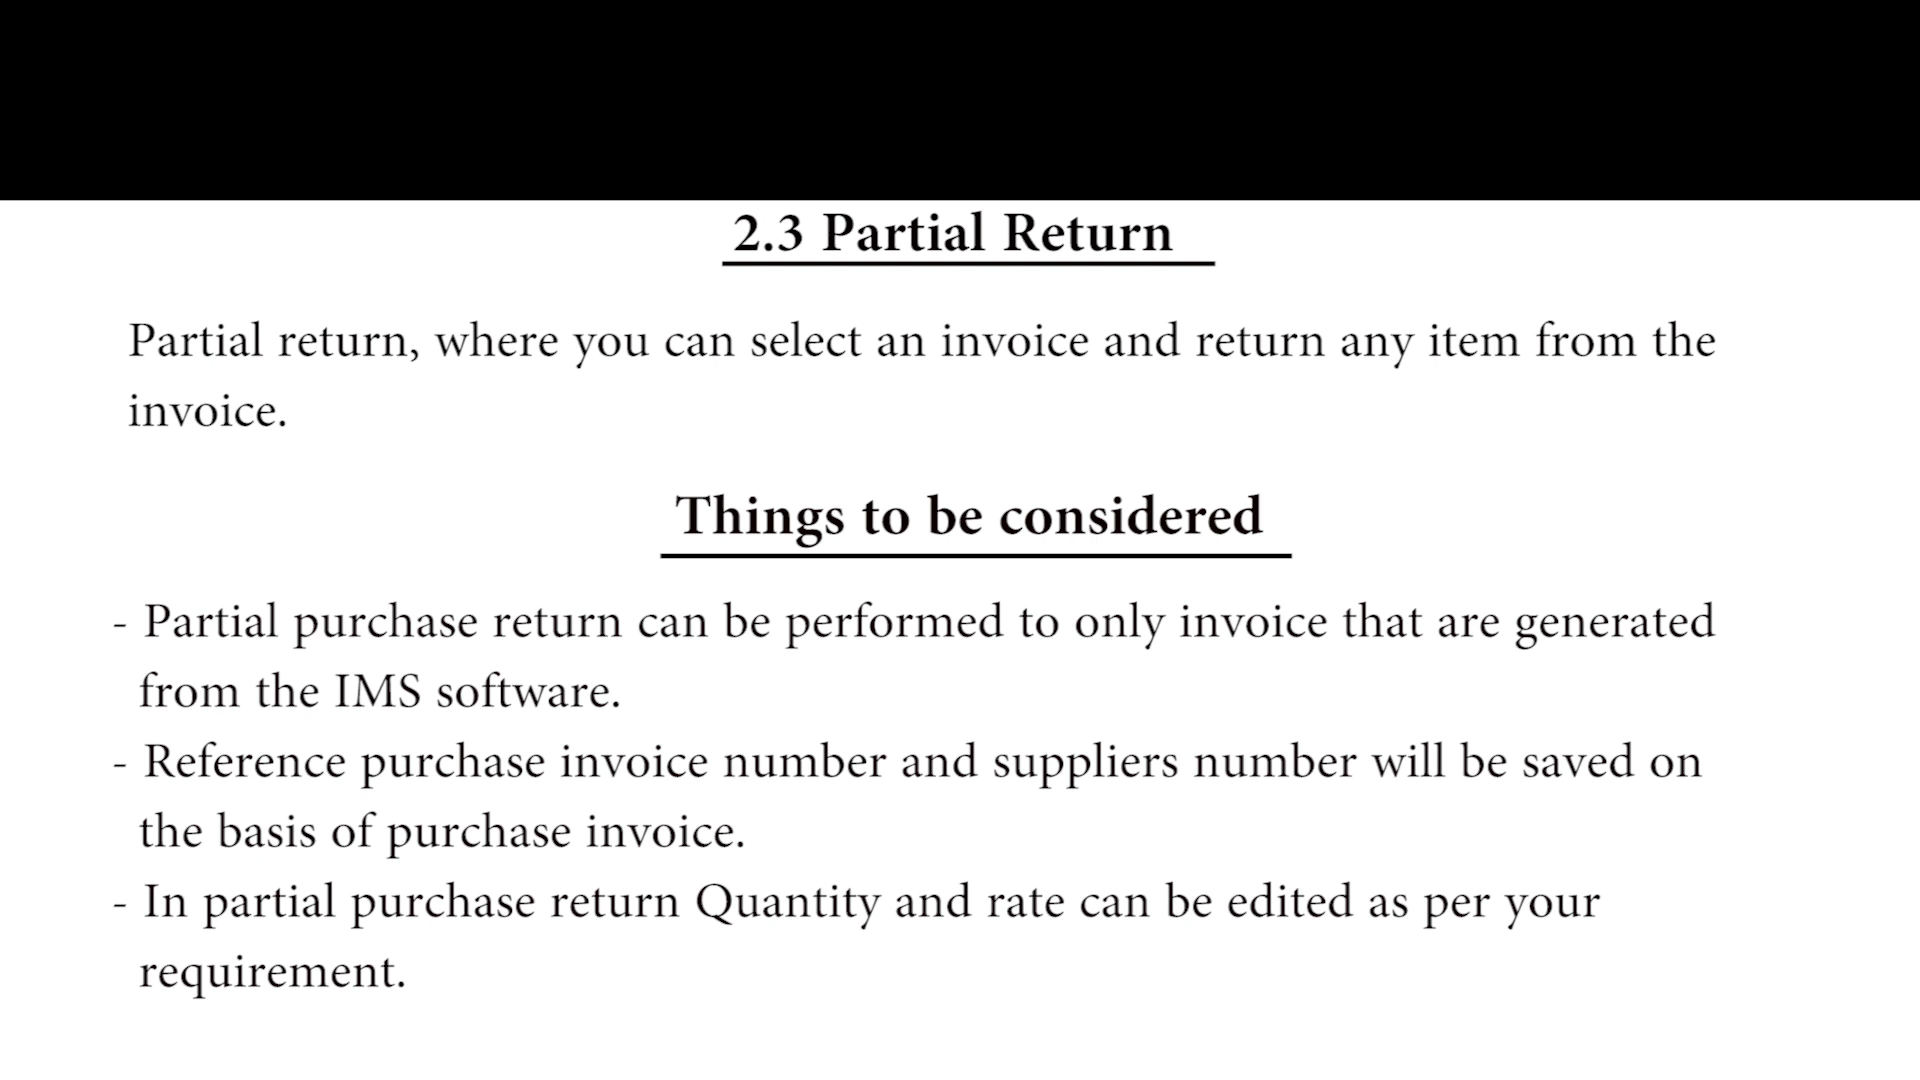 2.3 Partial Return
Partial return, where you can select an invoice and return any item from the
invoice.
Things to be considered
- Partial purchase return can be performed to only invoice that are generated
from the IMS software.
- Reference purchase invoice number and suppliers number will be saved on
the basis of purchase invoice.
- In partial purchase return Quantity and rate can be edited as per your
requirement.